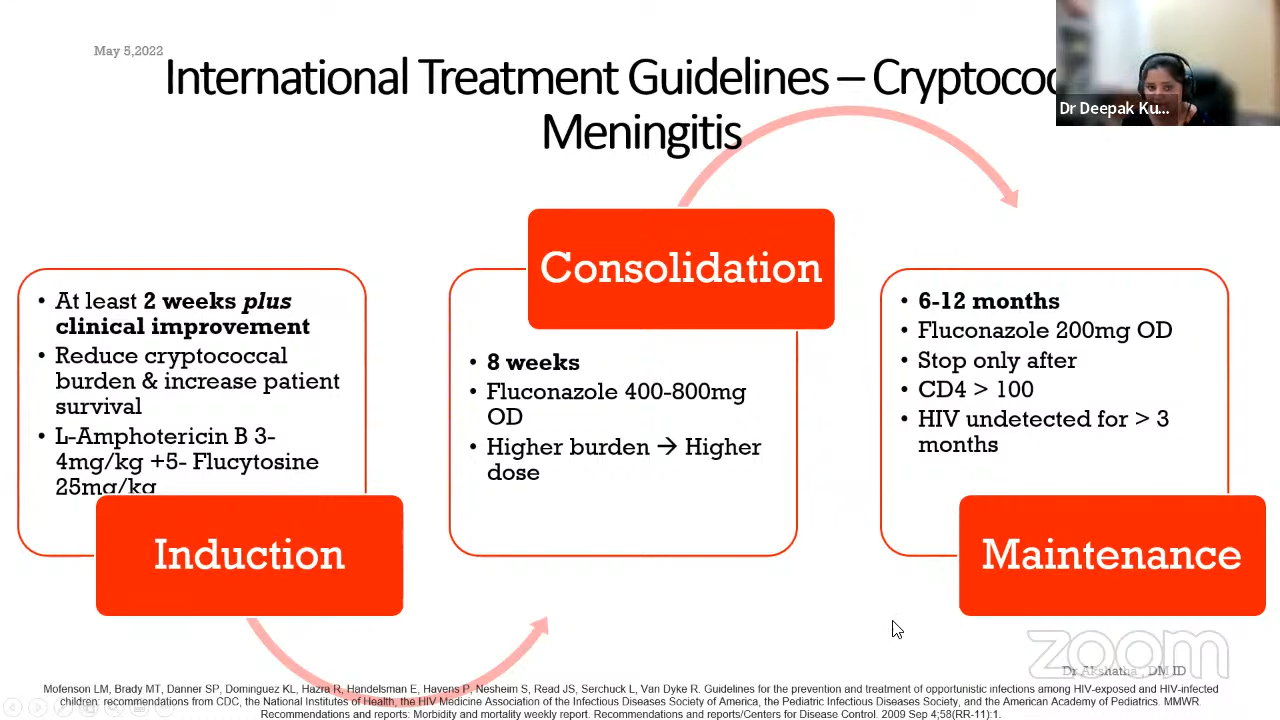 May 5,2022
International Treatment Guidelines – Cryptococ
Meningitis
Dr Deepak Ku...
• At least 2 weeks plus
clinical improvement
• Reduce cryptococcal
burden & increase patient
survival
• L-Amphotericin B 3-
4mg/kg +5- Flucytosine
25mg/kg
Induction
Consolidation
• 8 weeks
• Fluconazole 400-800mg
OD
• Higher burden → Higher
dose
• 6-12 months
• Fluconazole 200mg OD
• Stop only after
• CD4 > 100
• HIV undetected for > 3
months
Maintenance
zoom
Dr Akshatha , DM ID
Mofenson LM, Brady MT, Danner SP, Dominguez KL, Hazra R, Handelsman E, Havens P, Nesheim S, Read JS, Serchuck L, Van Dyke R. Guidelines for the prevention and treatment of opportunistic infections among HIV-exposed and HIV-infected
children: recommendations from CDC, the National Institutes of Health, the HIV Medicine Association of the Infectious Diseases Society of America, the Pediatric Infectious Diseases Society, and the American Academy of Pediatrics. MMWR.
Recommendations and reports: Morbidity and mortality weekly report. Recommendations and reports/Centers for Disease Control. 2009 Sep 4;58(RR-11):1.